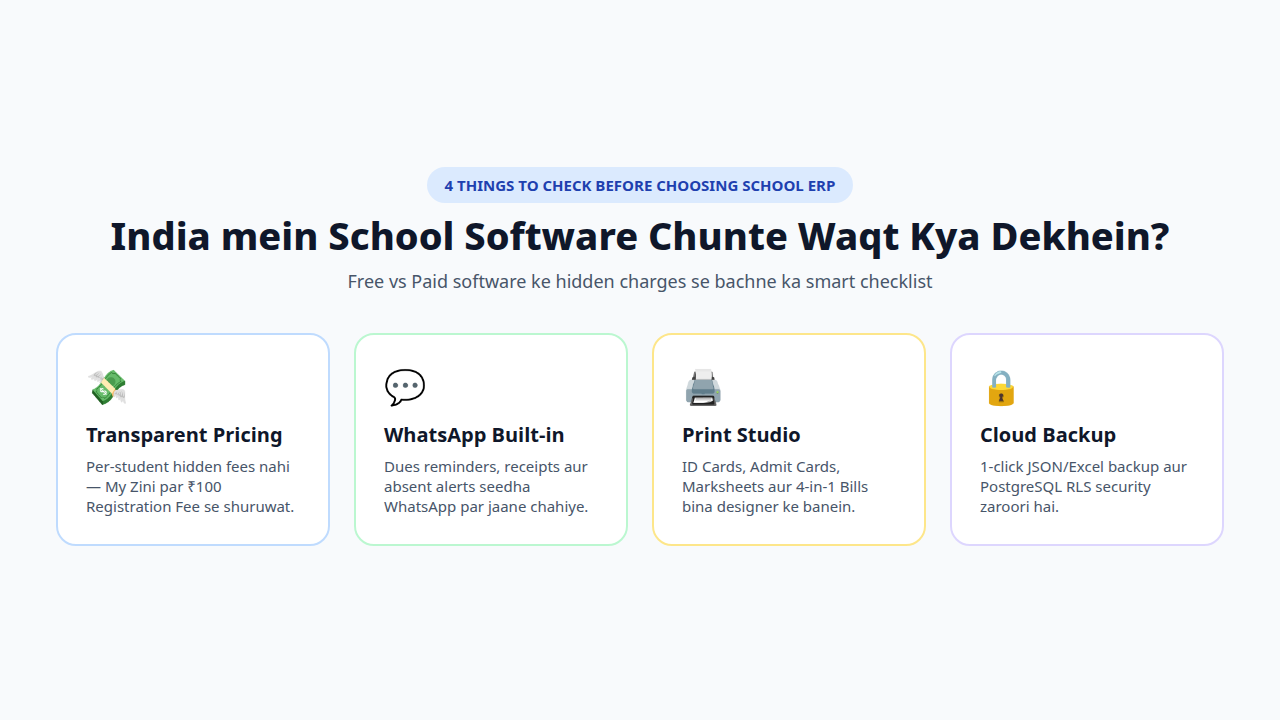 4 THINGS TO CHECK BEFORE CHOOSING SCHOOL ERP
India mein School Software Chunte Waqt Kya Dekhein?
Free vs Paid software ke hidden charges se bachne ka smart checklist
Transparent Pricing
Per-student hidden fees nahi
— My Zini par ₹100
Registration Fee se shuruwat.
WhatsApp Built-in
Dues reminders, receipts aur
absent alerts seedha
WhatsApp par jaane chahiye.
Print Studio
ID Cards, Admit Cards,
Marksheets aur 4-in-1 Bills
bina designer ke banein.
Cloud Backup
1-click JSON/Excel backup aur
PostgreSQL RLS security
zaroori hai.